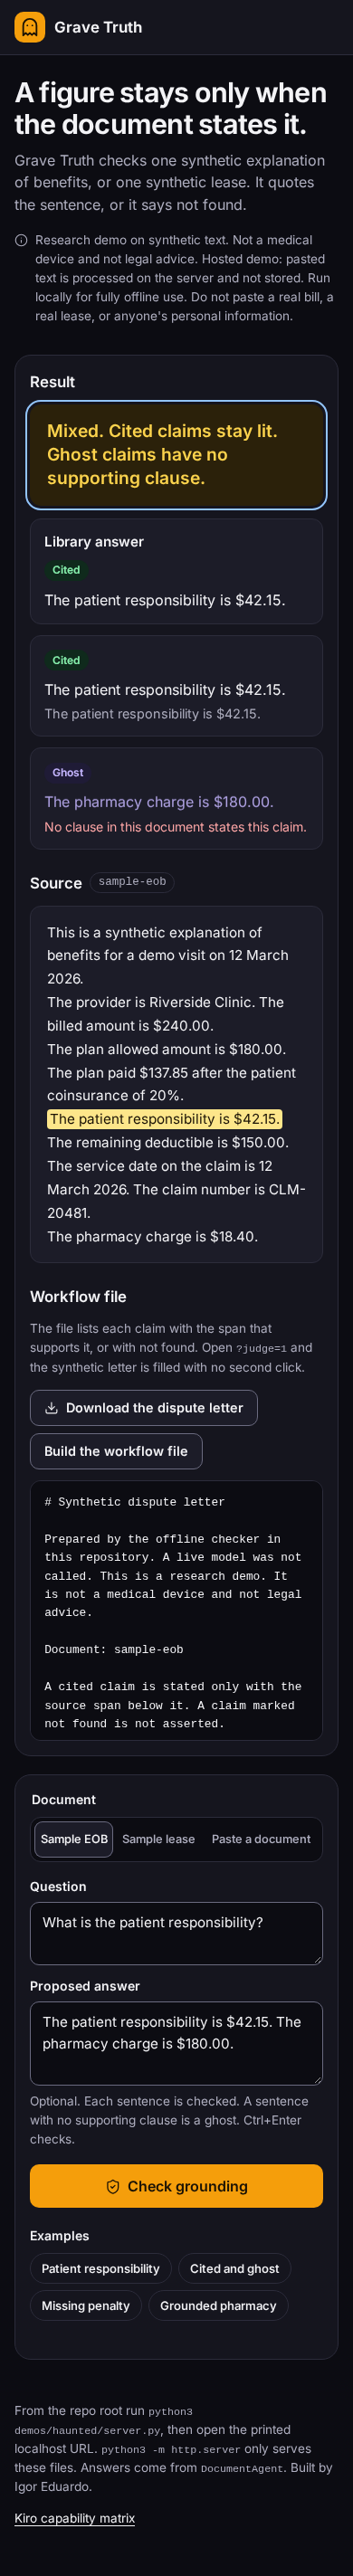 Grave Truth
A figure stays only when
the document states it.
Grave Truth checks one synthetic explanation
of benefits, or one synthetic lease. It quotes
the sentence, or it says not found.
Research demo on synthetic text. Not a medical
device and not legal advice. Hosted demo: pasted
text is processed on the server and not stored. Run
locally for fully offline use. Do not paste a real bill, a
real lease, or anyone's personal information.
Result
Mixed. Cited claims stay lit.
Ghost claims have no
supporting clause.
Library answer
Cited
The patient responsibility is $42.15.
Cited
The patient responsibility is $42.15.
The patient responsibility is $42.15.
Ghost
The pharmacy charge is $180.00.
No clause in this document states this claim.
Source sample-eob
This is a synthetic explanation of
benefits for a demo visit on 12 March
2026.
The provider is Riverside Clinic. The
billed amount is $240.00.
The plan allowed amount is $180.00.
The plan paid $137.85 after the patient
coinsurance of 20%.
The patient responsibility is $42.15.
The remaining deductible is $150.00.
The service date on the claim is 12
March 2026. The claim number is CLM-
20481.
The pharmacy charge is $18.40.
Workflow file
The file lists each claim with the span that
supports it, or with not found. Open ?judge=1 and
the synthetic letter is filled with no second click.
Download the dispute letter
Build the workflow file
# Synthetic dispute letter
Prepared by the offline checker in
this repository. A live model was not
called. This is a research demo. It
is not a medical device and not legal
advice.
Document: sample-eob
A cited claim is stated only with the
source span below it. A claim marked
not found is not asserted.
Document
Sample EOB Sample lease Paste a document
Question
What is the patient responsibility?
Proposed answer
The patient responsibility is $42.15. The
pharmacy charge is $180.00.
Optional. Each sentence is checked. A sentence
with no supporting clause is a ghost. Ctrl+Enter
checks.
Check grounding
Examples
Patient responsibility Cited and ghost
Missing penalty Grounded pharmacy
From the repo root run python3
demos/haunted/server.py, then open the printed
localhost URL. python3 -m http.server only serves
these files. Answers come from DocumentAgent. Built by
Igor Eduardo.
Kiro capability matrix